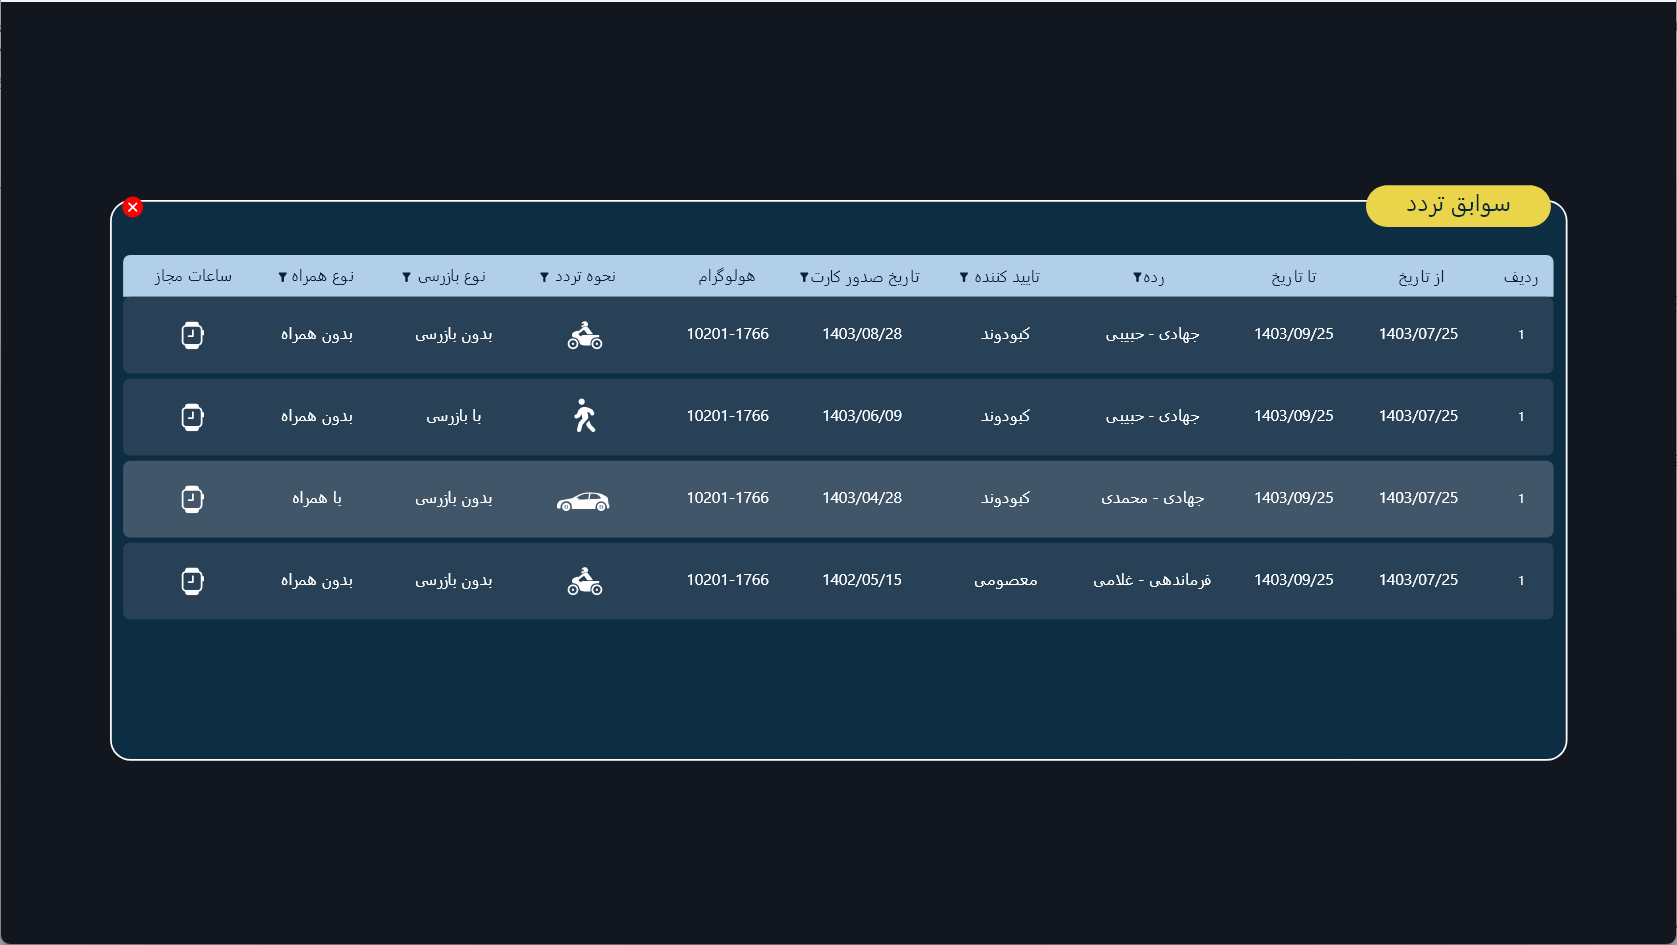 سوابق تردد
ردیف از تاریخ تا تاریخ رده تایید کننده تاریخ صدور کارت هولوگرام نحوه تردد نوع بازرسی نوع همراه ساعات مجاز
1 1403/07/25 1403/09/25 جهادی - حبیبی کبودوند 1403/08/28 10201-1766 بدون بازرسی بدون همراه
1 1403/07/25 1403/09/25 جهادی - حبیبی کبودوند 1403/06/09 10201-1766 با بازرسی بدون همراه
1 1403/07/25 1403/09/25 جهادی - محمدی کبودوند 1403/04/28 10201-1766 بدون بازرسی با همراه
1 1403/07/25 1403/09/25 فرماندهی - غلامی معصومی 1402/05/15 10201-1766 بدون بازرسی بدون همراه